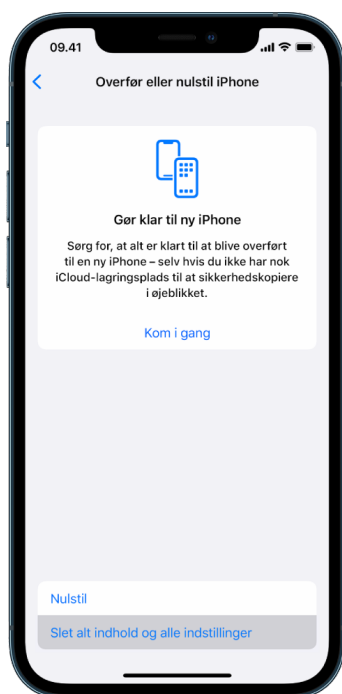 09.41
Overfør eller nulstil iPhone
Gør klar til ny iPhone
Sørg for, at alt er klart til at blive overført
til en ny iPhone – selv hvis du ikke har nok
iCloud-lagringsplads til at sikkerhedskopiere
i øjeblikket.
Kom i gang
Nulstil
Slet alt indhold og alle indstillinger